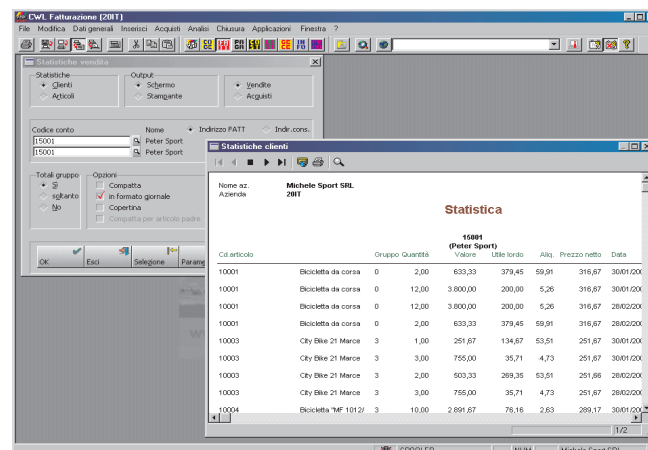 CWL Fatturazione (20IT)
File Modifica Dati generali Inserisci Acquisti Analisi Chiusura Applicazioni Finestra ?
Statistiche vendita
Statistiche Output
Clienti Schermo Vendite
Articoli Stampante Acquisti
Codice conto Nome Indirizzo FATT Indir.cons.
15001 Peter Sport
15001 Peter Sport
Totali gruppo Opzioni
Sì Compatta
soltanto in formato giornale
No Copertina
Compatta per articolo padre
OK Esci Selezione
Statistiche clienti
Nome az. Michele Sport SRL
Azienda 20IT
Statistica
15001
(Peter Sport)
Cd.articolo Gruppo Quantità Valore Utile lordo Aliq. Prezzo netto Data
10001 Bicicletta da corsa 0 2,00 633,33 379,45 59,91 316,67 30/01/200
10001 Bicicletta da corsa 0 12,00 3.800,00 200,00 5,26 316,67 30/01/200
10001 Bicicletta da corsa 0 12,00 3.800,00 200,00 5,26 316,67 28/02/200
10001 Bicicletta da corsa 0 2,00 633,33 379,45 59,91 316,67 28/02/200
10003 City Bike 21 Marce 3 1,00 251,67 134,67 53,51 251,67 30/01/200
10003 City Bike 21 Marce 3 3,00 755,00 35,71 4,73 251,67 30/01/200
10003 City Bike 21 Marce 3 2,00 503,33 269,35 53,51 251,66 28/02/200
10003 City Bike 21 Marce 3 3,00 755,00 35,71 4,73 251,67 28/02/200
10004 Bicicletta "MF 1012/ 3 10,00 2.891,67 76,16 2,63 289,17 30/01/200
1/2